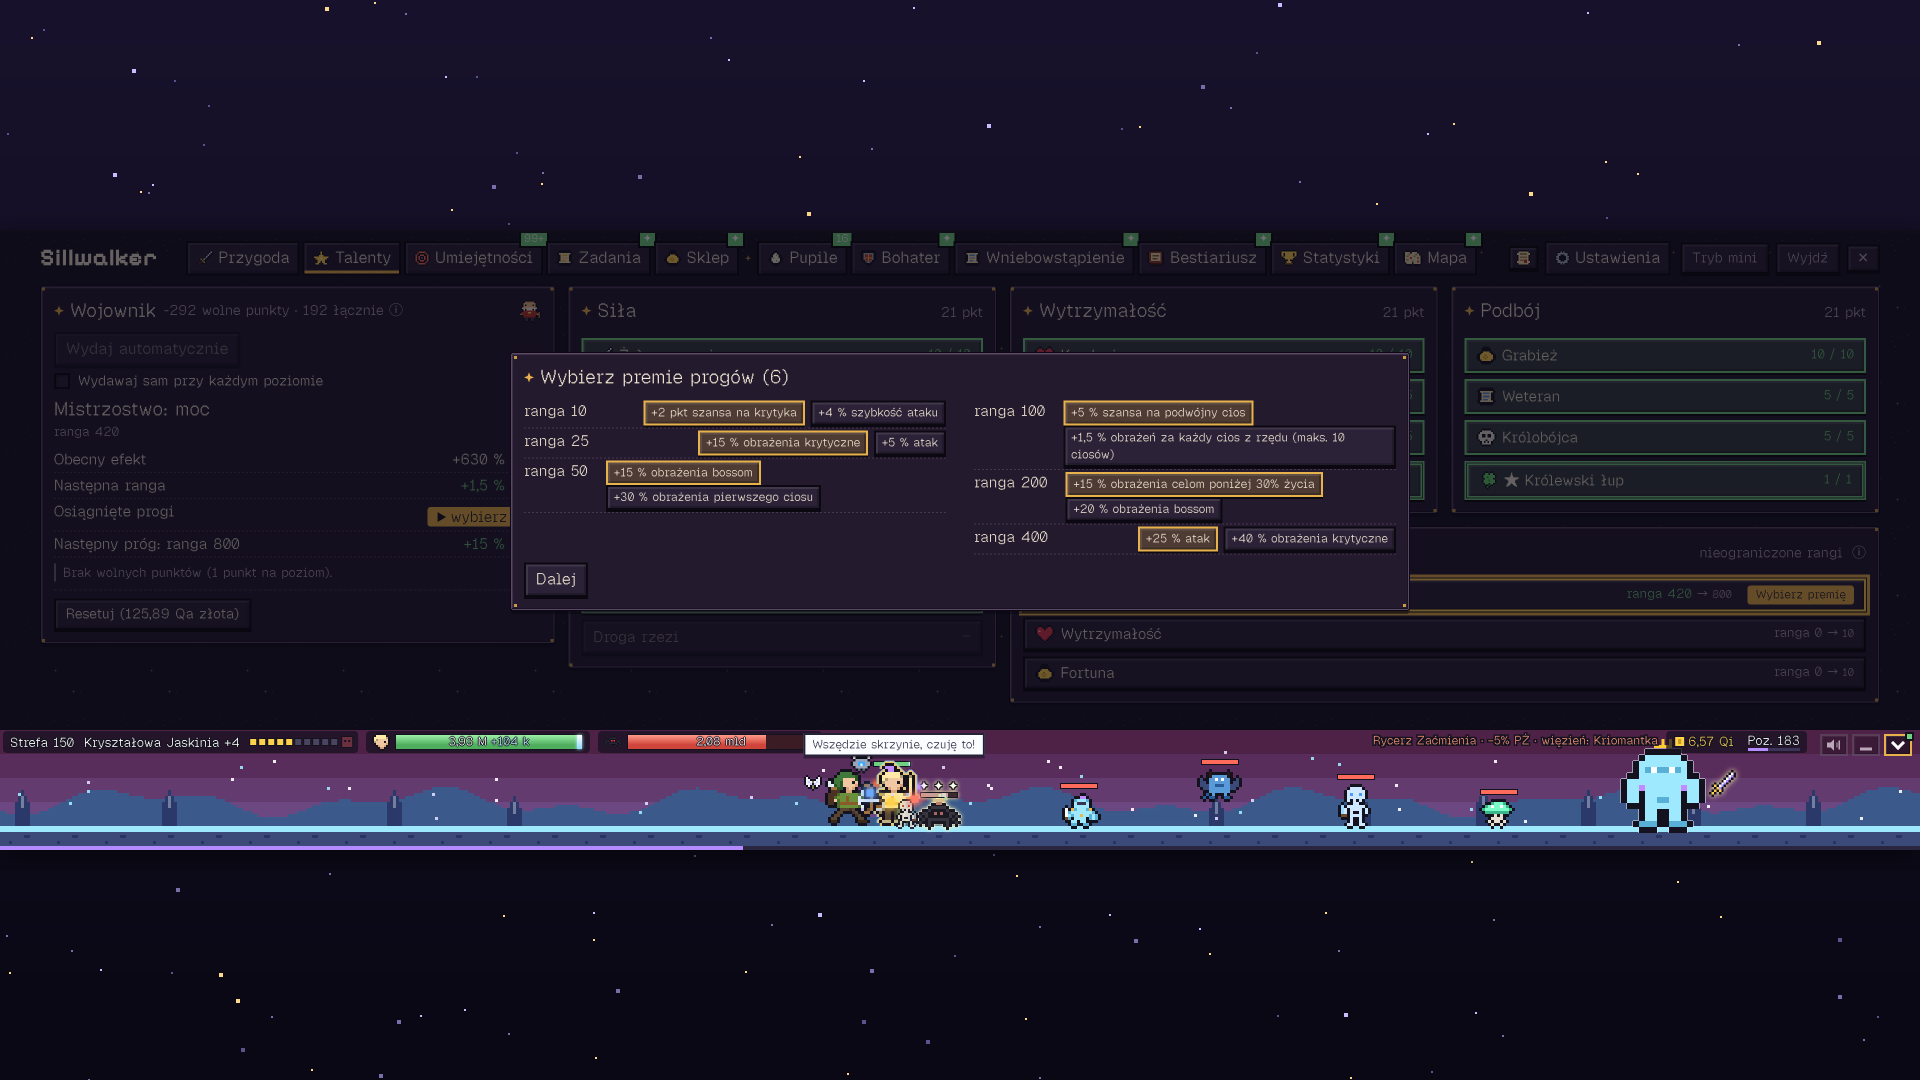 Sillwalker
Przygoda
Talenty
99+
Umiejętności
Zadania
Sklep
16
Pupile
Bohater
Wniebowstąpienie
Bestiariusz
Statystyki
Mapa
Ustawienia
Tryb mini
Wyjdź
Wojownik -292 wolne punkty · 192 łącznie
Wydaj automatycznie
Wydawaj sam przy każdym poziomie
Mistrzostwo: moc
ranga 420
Obecny efekt +630 %
Następna ranga +1,5 %
Osiągnięte progi wybierz
Następny próg: ranga 800 +15 %
Brak wolnych punktów (1 punkt na poziom).
Resetuj (125,89 Qa złota)
Siła 21 pkt
Droga rzezi
Wytrzymałość 21 pkt
Podbój 21 pkt
Grabież 10 / 10
Weteran 5 / 5
Królobójca 5 / 5
Królewski łup 1 / 1
nieograniczone rangi
ranga 420 → 800 Wybierz premię
Wytrzymałość ranga 0 → 10
Fortuna ranga 0 → 10
Wybierz premie progów (6)
ranga 10 +2 pkt szansa na krytyka +4 % szybkość ataku
ranga 25 +15 % obrażenia krytyczne +5 % atak
ranga 50 +15 % obrażenia bossom
+30 % obrażenia pierwszego ciosu
ranga 100 +5 % szansa na podwójny cios
+1,5 % obrażeń za każdy cios z rzędu (maks. 10
ciosów)
ranga 200 +15 % obrażenia celom poniżej 30% życia
+20 % obrażenia bossom
ranga 400 +25 % atak +40 % obrażenia krytyczne
Dalej
Strefa 150 Kryształowa Jaskinia +4
3,93 M +104 k
2,08 mld
Wszędzie skrzynie, czuję to!
Rycerz Zaćmienia · -5% PŻ · więzień: Kriomantka
6,57 Qi
Poz. 183